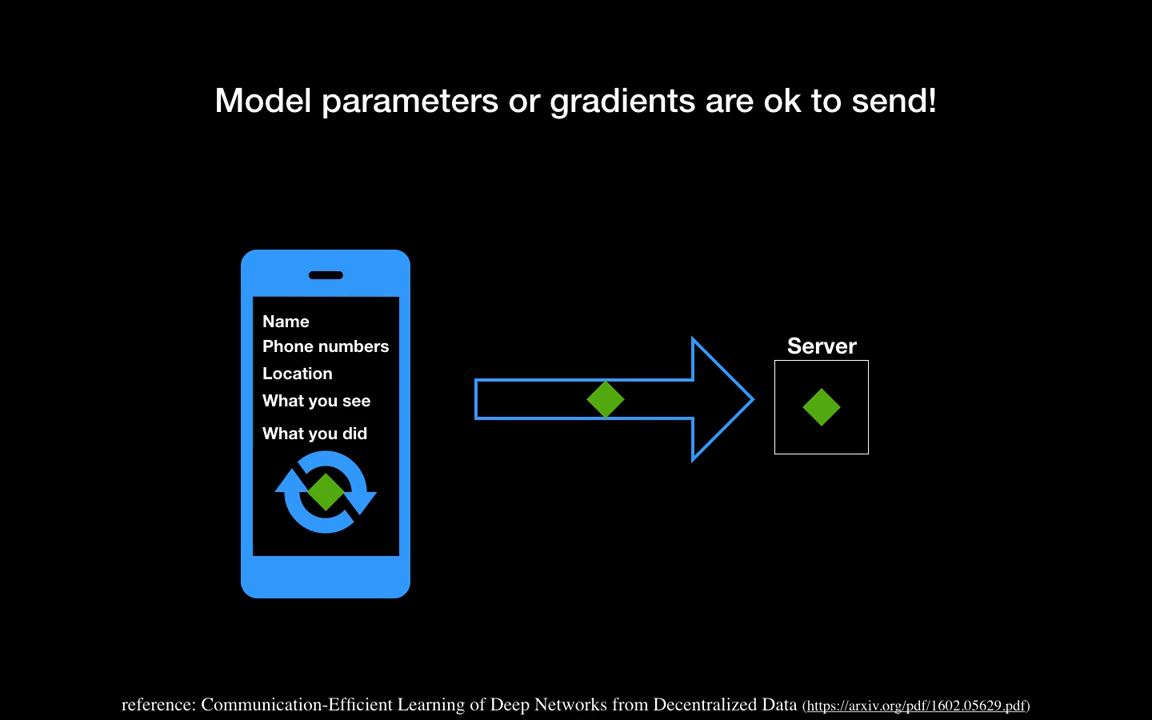 Model parameters or gradients are ok to send!
Name
Phone numbers
Location
What you see
What you did
Server
reference: Communication-Efficient Learning of Deep Networks from Decentralized Data (https://arxiv.org/pdf/1602.05629.pdf)